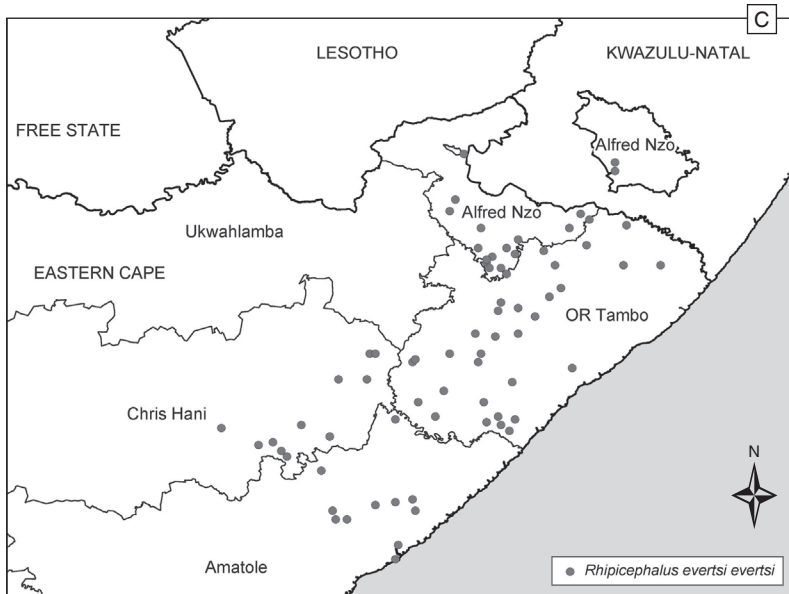 C
LESOTHO
KWAZULU-NATAL
FREE STATE
Alfred Nzo
Alfred Nzo
Ukwahlamba
EASTERN CAPE
OR Tambo
Chris Hani
N
Amatole
Rhipicephalus evertsi evertsi